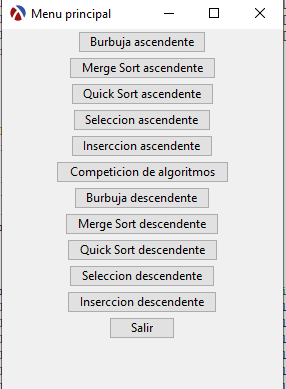 Menu principal
Burbuja ascendente
Merge Sort ascendente
Quick Sort ascendente
Seleccion ascendente
Inserccion ascendente
Competicion de algoritmos
Burbuja descendente
Merge Sort descendente
Quick Sort descendente
Seleccion descendente
Inserccion descendente
Salir